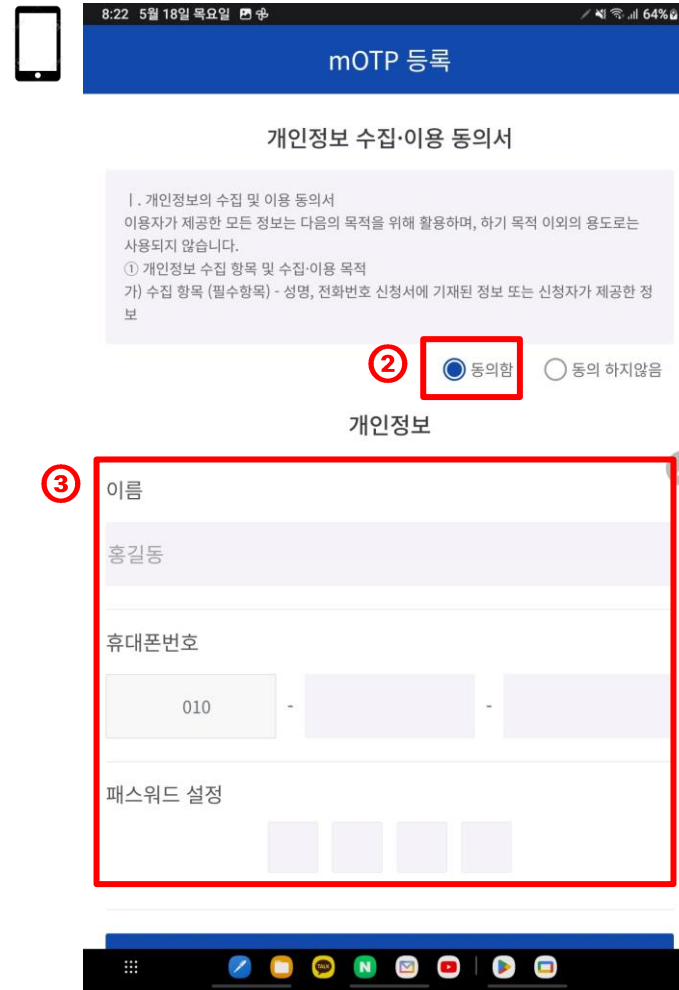 8:22 5월 18일 목요일 64%
mOTP 등록
개인정보 수집·이용 동의서
Ⅰ. 개인정보의 수집 및 이용 동의서
이용자가 제공한 모든 정보는 다음의 목적을 위해 활용하며, 하기 목적 이외의 용도로는
사용되지 않습니다.
① 개인정보 수집 항목 및 수집·이용 목적
가) 수집 항목 (필수항목) - 성명, 전화번호 신청서에 기재된 정보 또는 신청자가 제공한 정
보
② 동의함 동의 하지않음
개인정보
③
이름
홍길동
휴대폰번호
010 - -
패스워드 설정
TALK N